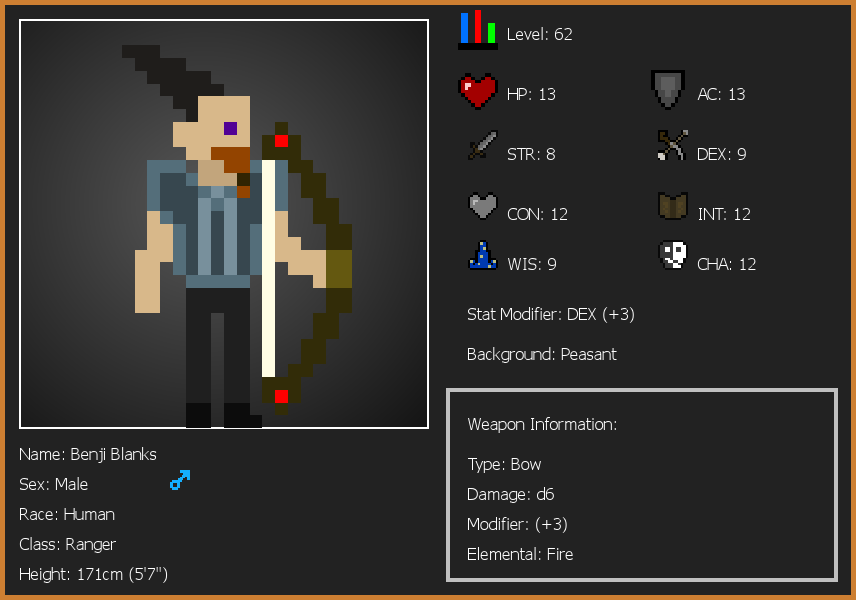 Level: 62
HP: 13
AC: 13
STR: 8
DEX: 9
CON: 12
INT: 12
WIS: 9
CHA: 12
Stat Modifier: DEX (+3)
Background: Peasant
Weapon Information:
Type: Bow
Damage: d6
Modifier: (+3)
Elemental: Fire
Name: Benji Blanks
Sex: Male
Race: Human
Class: Ranger
Height: 171cm (5'7")